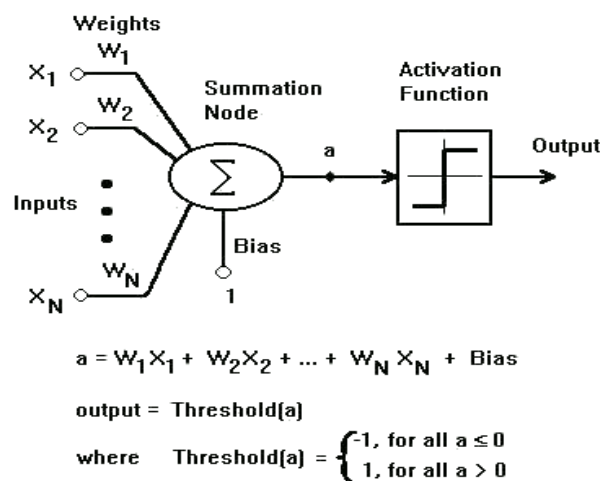 Weights
W1
X1
Summation
Node
Activation
Function
W2
X2
a
Output
Σ
Inputs
Bias
WN
XN
1
a = W1X1 + W2X2 + ... + WN XN + Bias
output = Threshold(a)
where Threshold(a) = { -1, for all a ≤ 0
1, for all a > 0